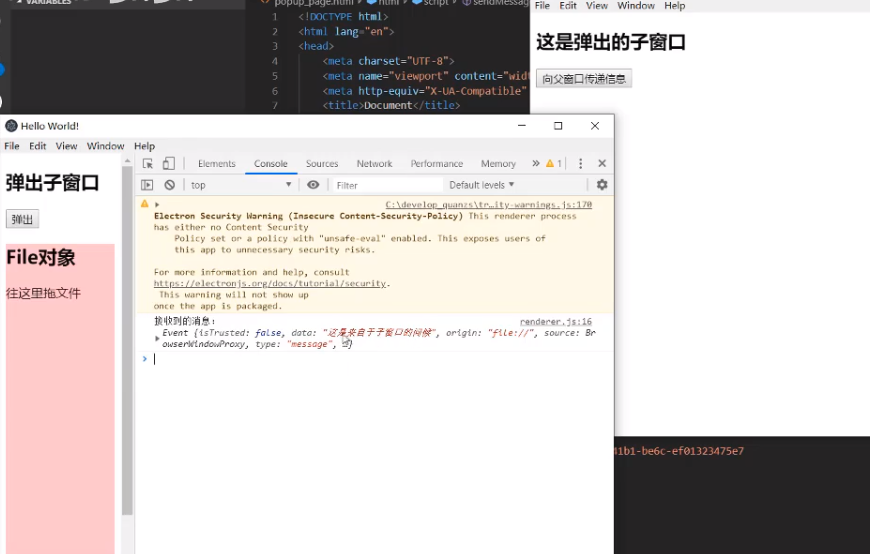 VARIABLES
popup_page.html > html > script > sendMessag
1 <!DOCTYPE html>
2 <html lang="en">
3 <head>
4 <meta charset="UTF-8">
5 <meta name="viewport" content="widt
6 <meta http-equiv="X-UA-Compatible"
7 <title>Document</title>
File Edit View Window Help
这是弹出的子窗口
向父窗口传递信息
Hello World!
File Edit View Window Help
弹出子窗口
弹出
File对象
往这里拖文件
Elements Console Sources Network Performance Memory » 1
top Filter Default levels
C:\develop_quanzs\tr…ity-warnings.js:170
Electron Security Warning (Insecure Content-Security-Policy) This renderer process
has either no Content Security
Policy set or a policy with "unsafe-eval" enabled. This exposes users of
this app to unnecessary security risks.
For more information and help, consult
https://electronjs.org/docs/tutorial/security.
This warning will not show up
once the app is packaged.
接收到的消息： renderer.js:16
Event {isTrusted: false, data: "这是来自于子窗口的问候", origin: "file://", source: Br
owserWindowProxy, type: "message", …}
41b1-be6c-ef01323475e7